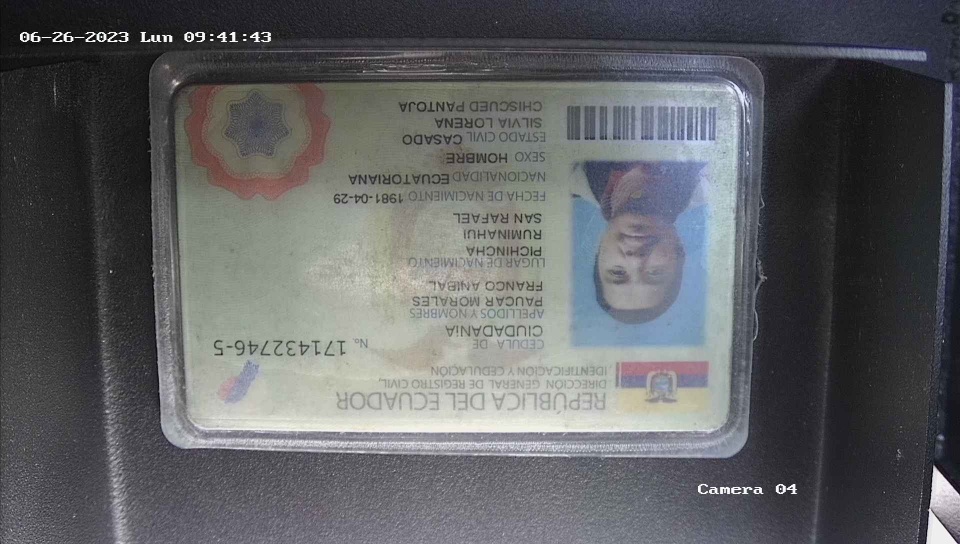 06-26-2023 Lun 09:41:43
REPÚBLICA DEL ECUADOR
DIRECCIÓN GENERAL DE REGISTRO CIVIL,
IDENTIFICACIÓN Y CEDULACIÓN
CÉDULA DE
CIUDADANÍA
No. 171432746-5
APELLIDOS Y NOMBRES
PAUCAR MORALES
FRANCO ANIBAL
LUGAR DE NACIMIENTO
PICHINCHA
RUMIÑAHUI
SAN RAFAEL
FECHA DE NACIMIENTO 1981-04-29
NACIONALIDAD ECUATORIANA
SEXO HOMBRE
ESTADO CIVIL CASADO
SILVIA LORENA
CHISCUED PANTOJA
Camera 04